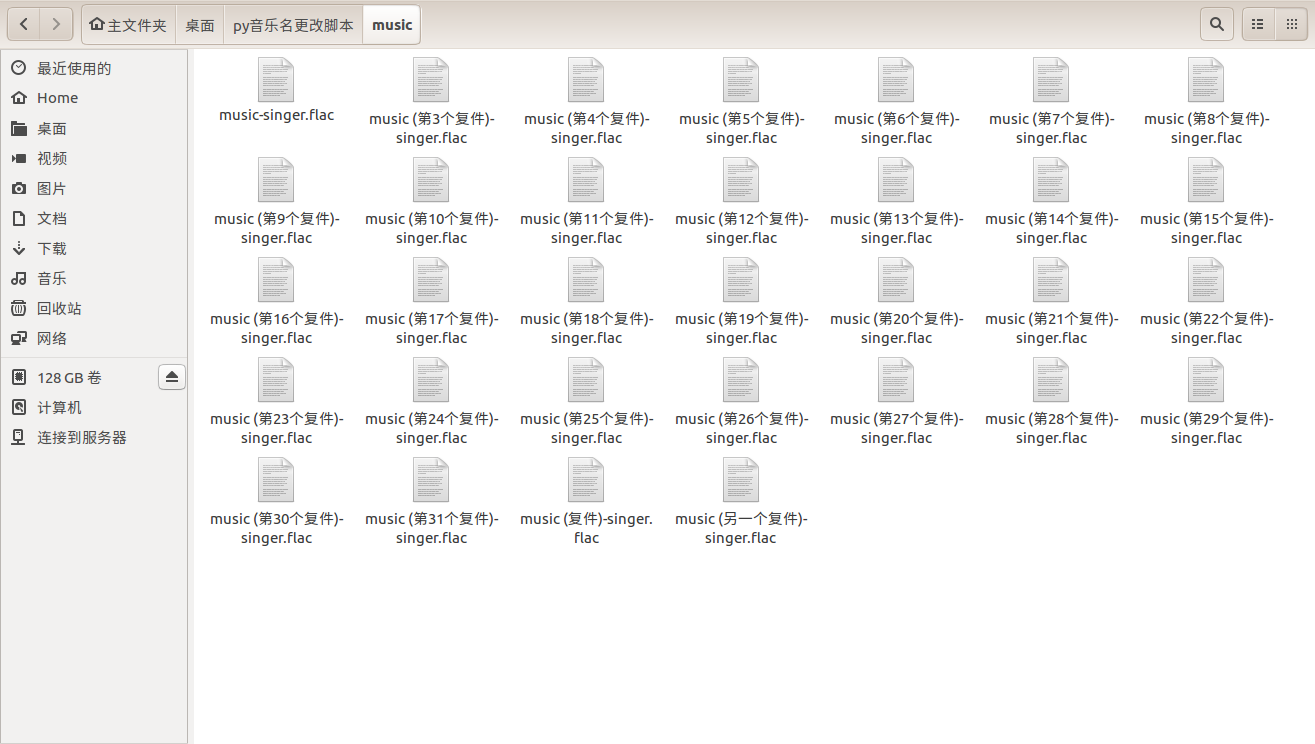 主文件夹 桌面 py音乐名更改脚本 music
最近使用的
Home
桌面
视频
图片
文档
下载
音乐
回收站
网络
128 GB 卷
计算机
连接到服务器
music-singer.flac
music (第3个复件)-
singer.flac
music (第4个复件)-
singer.flac
music (第5个复件)-
singer.flac
music (第6个复件)-
singer.flac
music (第7个复件)-
singer.flac
music (第8个复件)-
singer.flac
music (第9个复件)-
singer.flac
music (第10个复件)-
singer.flac
music (第11个复件)-
singer.flac
music (第12个复件)-
singer.flac
music (第13个复件)-
singer.flac
music (第14个复件)-
singer.flac
music (第15个复件)-
singer.flac
music (第16个复件)-
singer.flac
music (第17个复件)-
singer.flac
music (第18个复件)-
singer.flac
music (第19个复件)-
singer.flac
music (第20个复件)-
singer.flac
music (第21个复件)-
singer.flac
music (第22个复件)-
singer.flac
music (第23个复件)-
singer.flac
music (第24个复件)-
singer.flac
music (第25个复件)-
singer.flac
music (第26个复件)-
singer.flac
music (第27个复件)-
singer.flac
music (第28个复件)-
singer.flac
music (第29个复件)-
singer.flac
music (第30个复件)-
singer.flac
music (第31个复件)-
singer.flac
music (复件)-singer.
flac
music (另一个复件)-
singer.flac